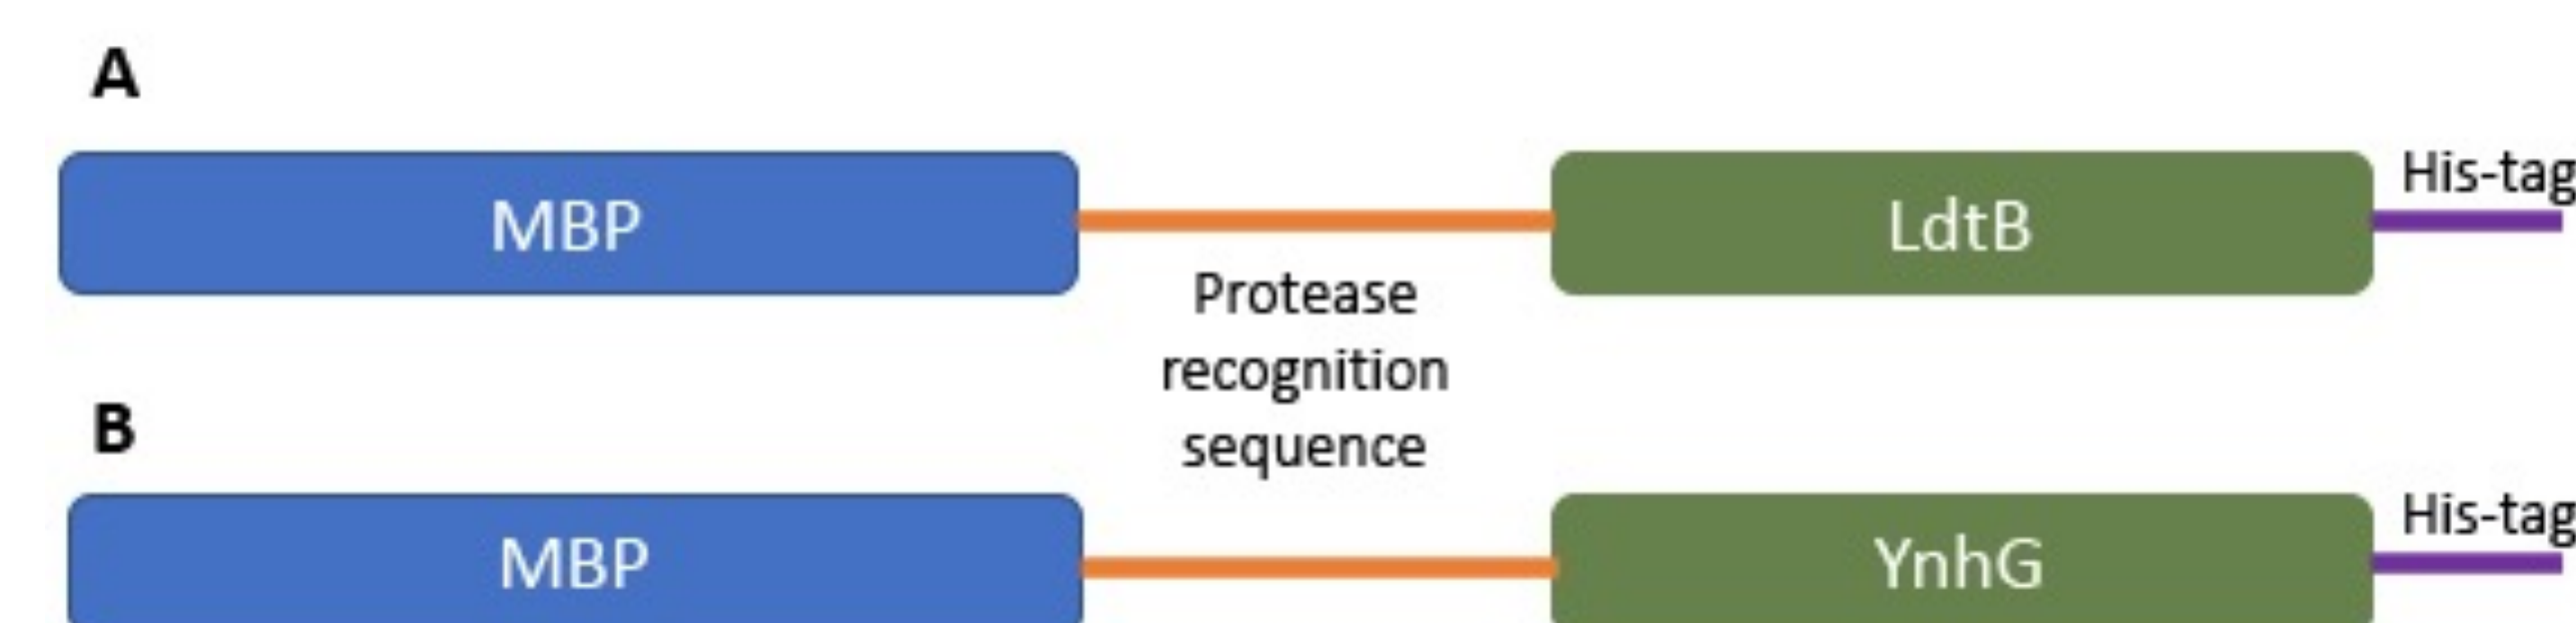 A
MBP
LdtB
His-tag
Protease
recognition
sequence
B
MBP
YnhG
His-tag